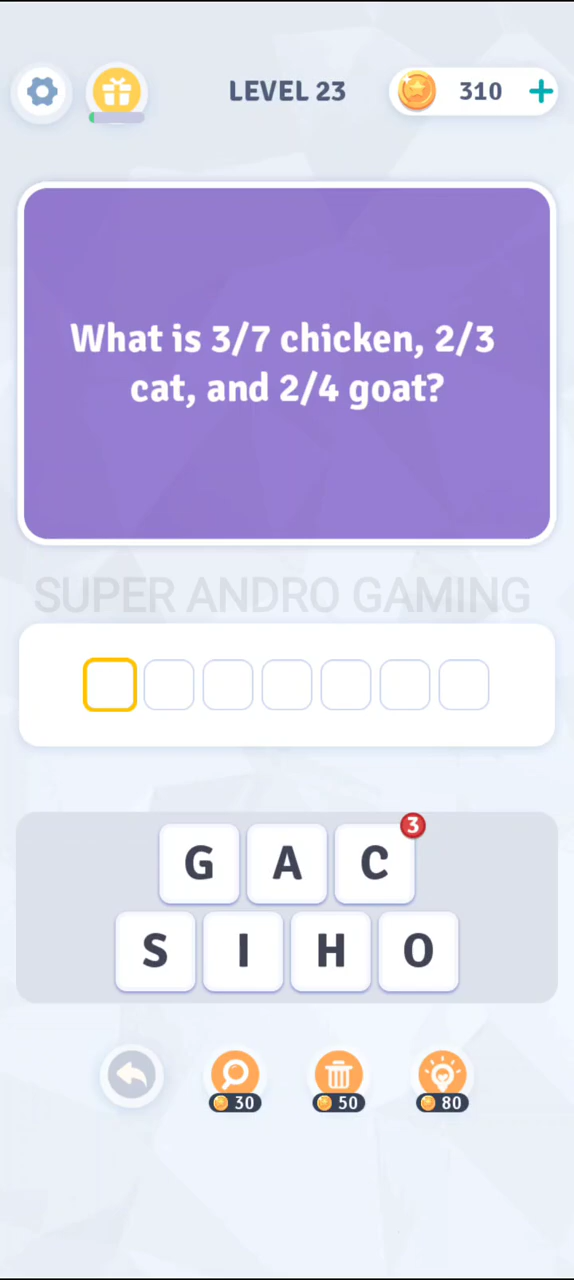 LEVEL 23
310
What is 3/7 chicken, 2/3
cat, and 2/4 goat?
SUPER ANDRO GAMING
3
G A C
S I H O
30 50 80